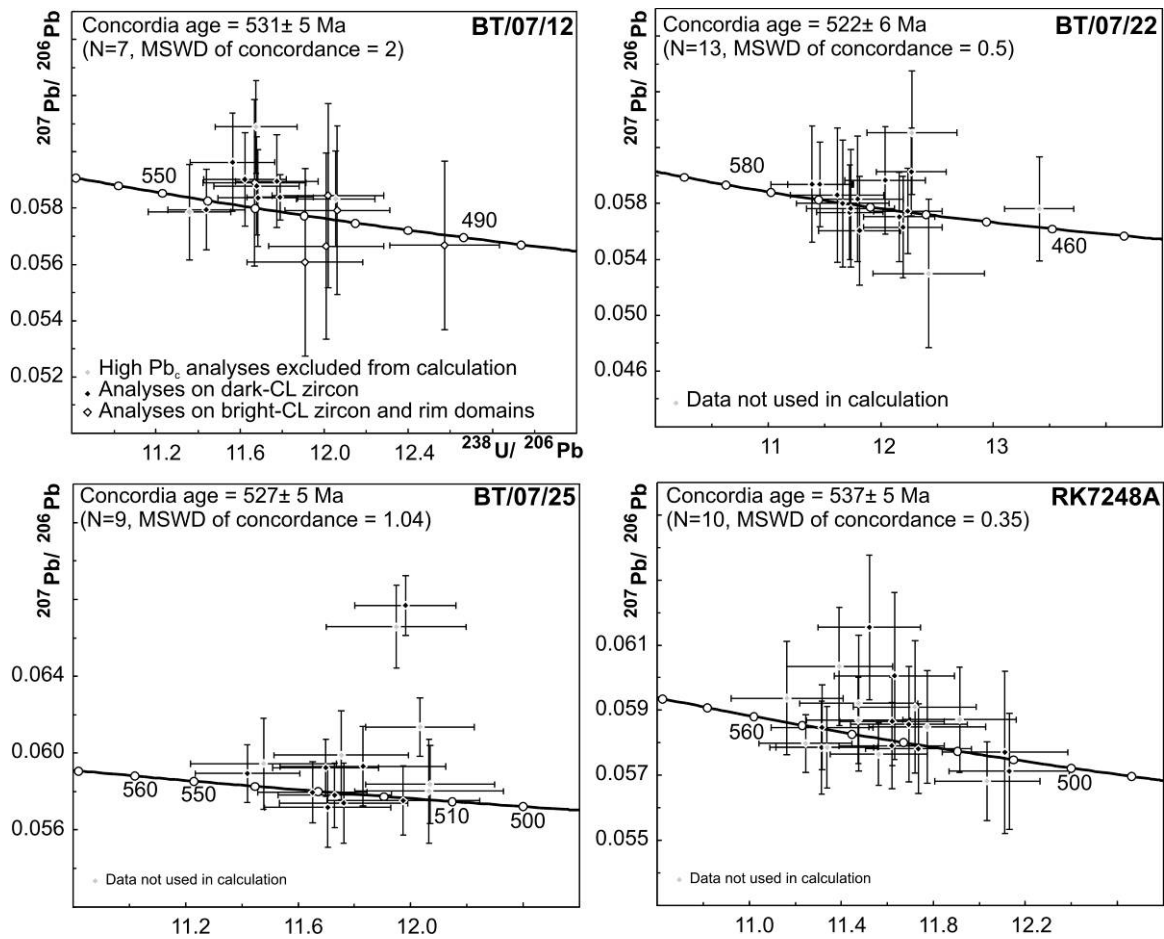 Concordia age = 531± 5 Ma
(N=7, MSWD of concordance = 2)
BT/07/12
207Pb/ 206Pb
550
490
0.058
0.056
0.054
0.052
High Pbc analyses excluded from calculation
Analyses on dark-CL zircon
Analyses on bright-CL zircon and rim domains
11.2 11.6 12.0 12.4 238U/ 206Pb
Concordia age = 522± 6 Ma
(N=13, MSWD of concordance = 0.5)
BT/07/22
207Pb/ 206Pb
580
460
0.058
0.054
0.050
0.046
Data not used in calculation
11 12 13
Concordia age = 527± 5 Ma
(N=9, MSWD of concordance = 1.04)
BT/07/25
207Pb/ 206Pb
0.064
0.060
0.056
560 550 510 500
Data not used in calculation
11.2 11.6 12.0
Concordia age = 537± 5 Ma
(N=10, MSWD of concordance = 0.35)
RK7248A
207Pb/ 206Pb
0.061
0.059
0.057
0.055
560
500
Data not used in calculation
11.0 11.4 11.8 12.2